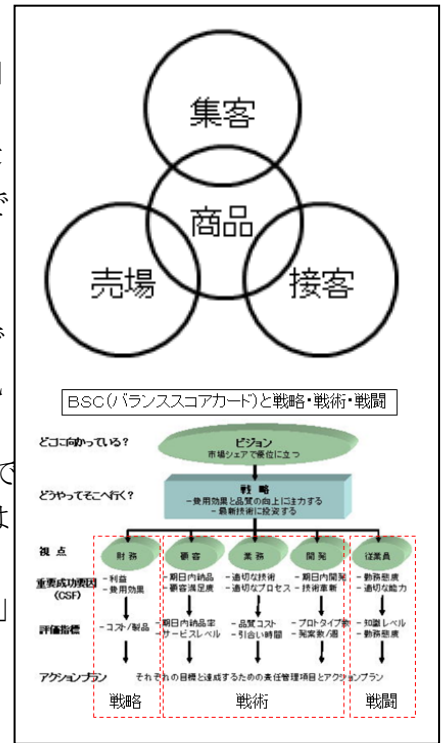 集客
商品
売場
接客
BSC(バランススコアカード)と戦略・戦術・戦闘
どコに向かっている?
ビジョン
市場シェアで優位に立つ
どうやってそこへ行く?
戦略
-費用効果と品質の向上に主力する
-最新技術に投資する
視点
財務
顧客
業務
開発
従業員
重要成功要因
(CSF)
-利益
-費用効果
-期日内納品
顧客満足度
-適切な技術
-適切なプロセス
-期日内開発
-技術革新
-勤務態度
-適切な能力
評価指標
-コスト/製品
-期日内納品率
サービスレベル
-品質コスト
-引合い時間
-プロトタイプ数
-発案数/週
-知識レベル
-勤務態度
アクションプラン
それぞれの目標と達成するための責任管理項目とアクションプラン
戦略
戦術
戦闘
で
で
で
は
」